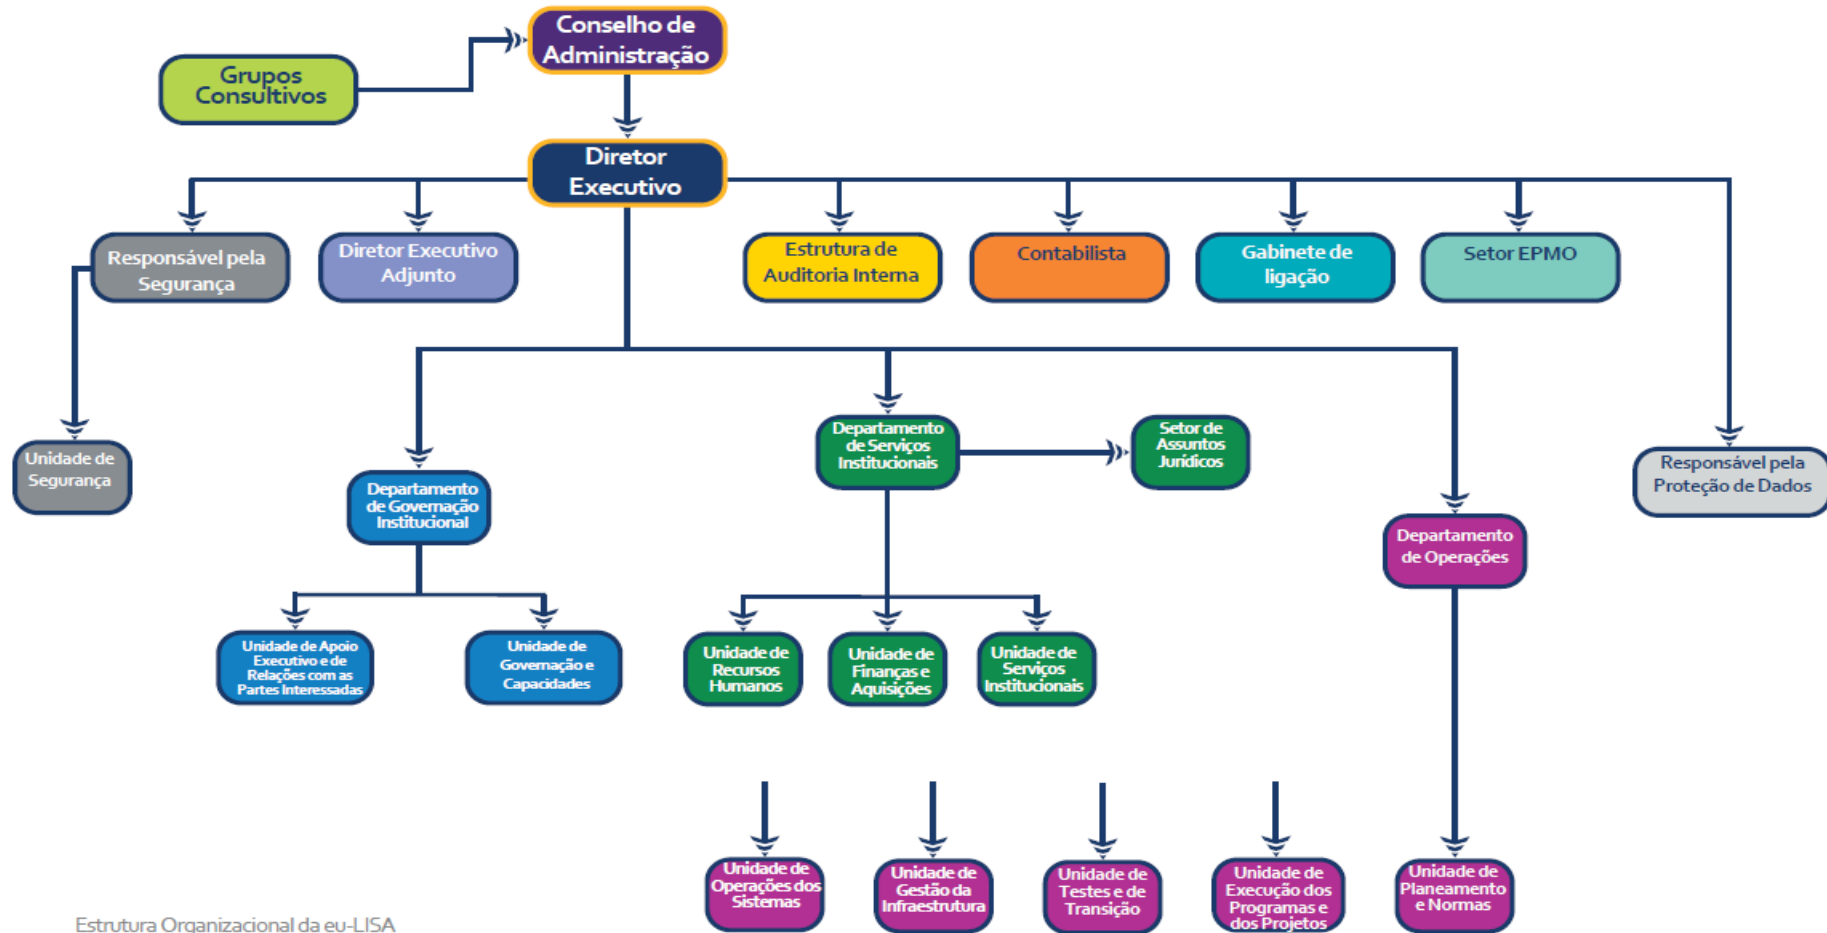 Conselho de
Administração
Grupos
Consultivos
Diretor
Executivo
Responsável pela
Segurança
Diretor Executivo
Adjunto
Estrutura de
Auditoria Interna
Contabilista
Gabinete de
ligação
Setor EPMO
Departamento
de Serviços
Institucionais
Setor de
Assuntos
Jurídicos
Unidade de
Segurança
Departamento
de Governação
Institucional
Responsável pela
Proteção de Dados
Departamento
de Operações
Unidade de Apoio
Executivo e de
Relações com as
Partes Interessadas
Unidade de
Governação e
Capacidades
Unidade de
Recursos
Humanos
Unidade de
Finanças e
Aquisições
Unidade de
Serviços
Institucionais
Unidade de
Operações dos
Sistemas
Unidade de
Gestão da
Infraestrutura
Unidade de
Testes e de
Transição
Unidade de
Execução dos
Programas e
dos Projetos
Unidade de
Planeamento
e Normas
Estrutura Organizacional da eu-LISA